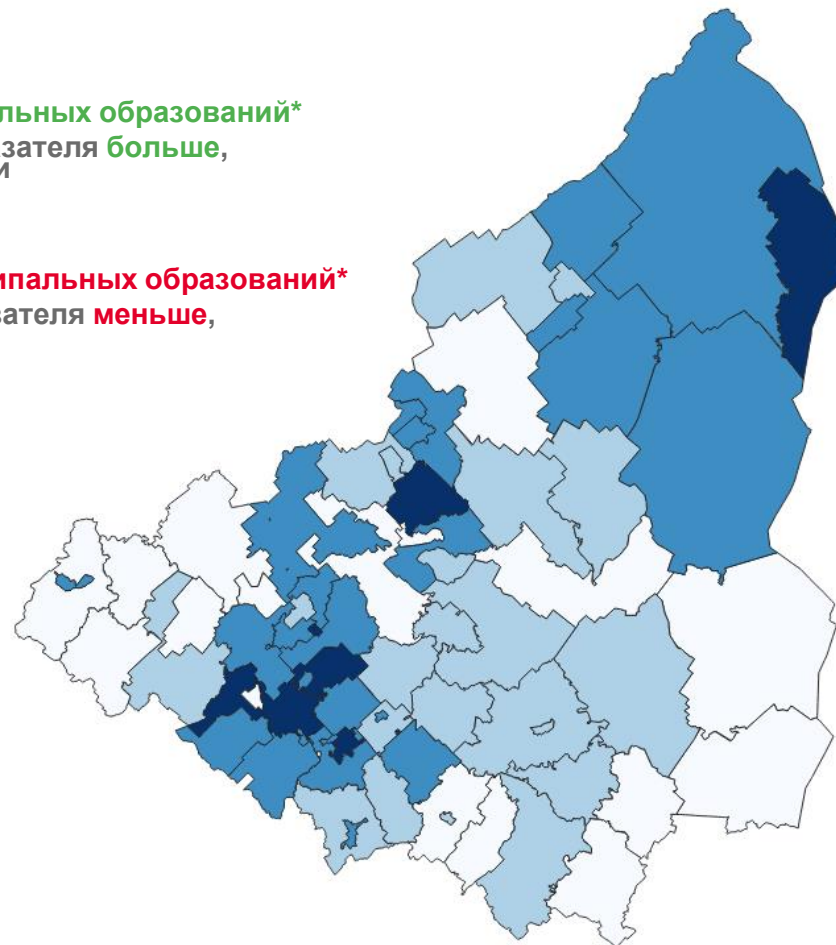 льных образований*
зателя больше,
и
ипальных образований*
зателя меньше,